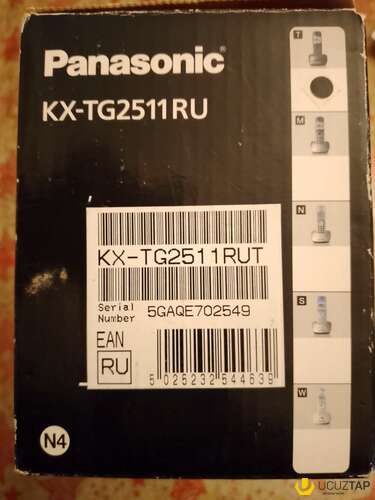 Panasonic
KX-TG2511RU
T
M
N
S
W
KX-TG2511RUT
Serial
Number
5GAQE702549
EAN
RU
5 025232 544639
N4
UCUZTAP